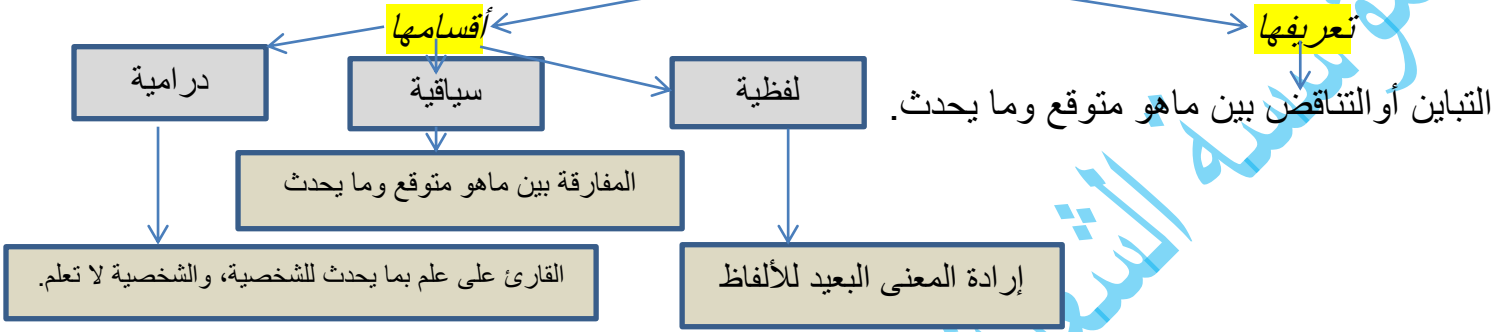 تعريفها
أقسامها
التباين أوالتناقض بين ماهو متوقع وما يحدث.
لفظية
سياقية
درامية
المفارقة بين ماهو متوقع وما يحدث
إرادة المعنى البعيد للألفاظ
القارئ على علم بما يحدث للشخصية، والشخصية لا تعلم.